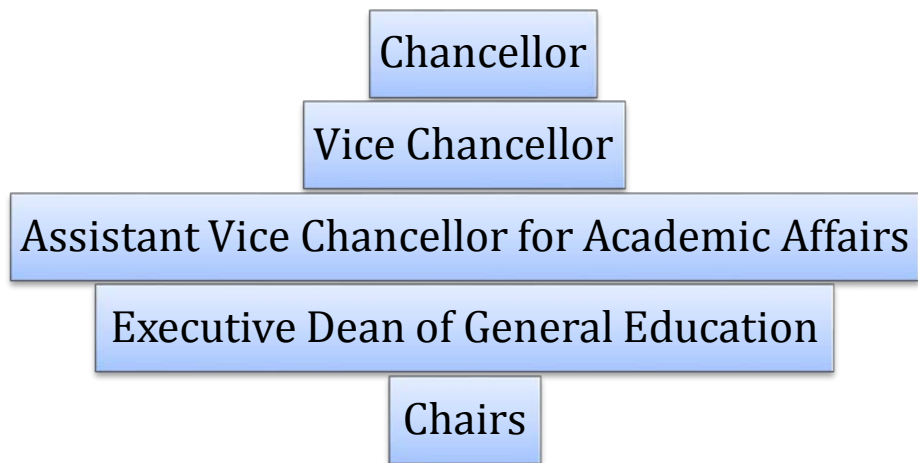 Chancellor
Vice Chancellor
Assistant Vice Chancellor for Academic Affairs
Executive Dean of General Education
Chairs